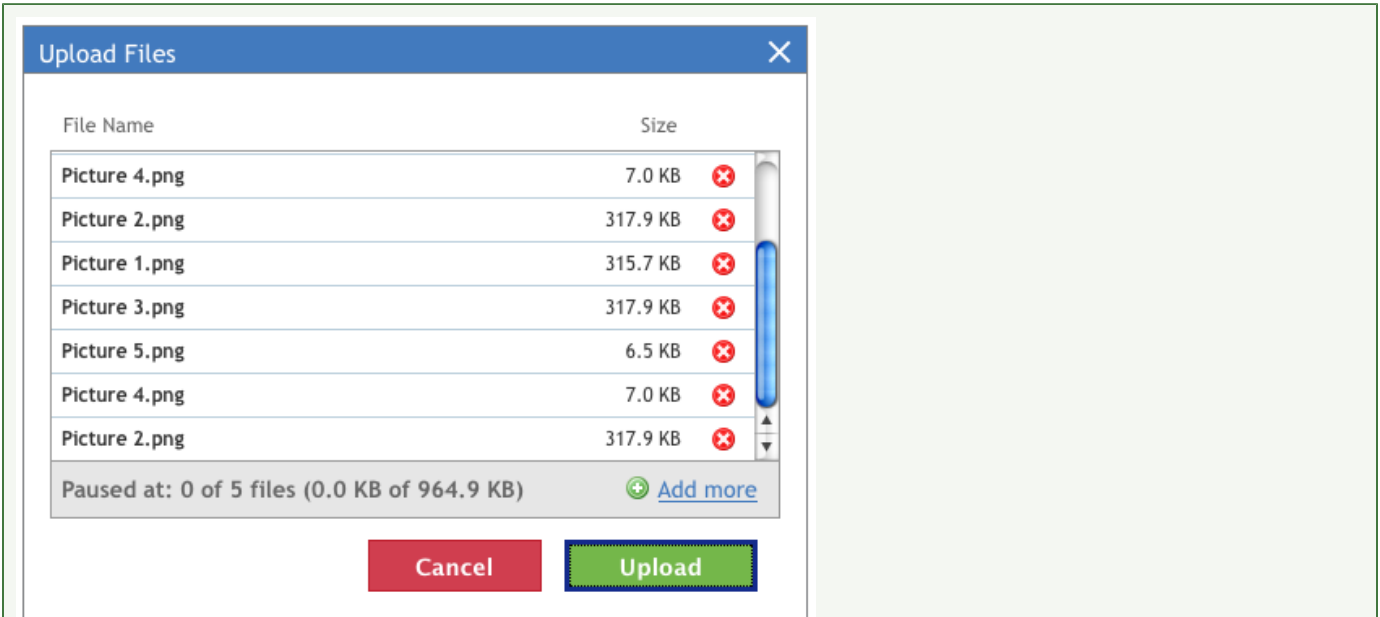 Upload Files
File Name Size
Picture 4.png 7.0 KB
Picture 2.png 317.9 KB
Picture 1.png 315.7 KB
Picture 3.png 317.9 KB
Picture 5.png 6.5 KB
Picture 4.png 7.0 KB
Picture 2.png 317.9 KB
Paused at: 0 of 5 files (0.0 KB of 964.9 KB) Add more
Cancel Upload